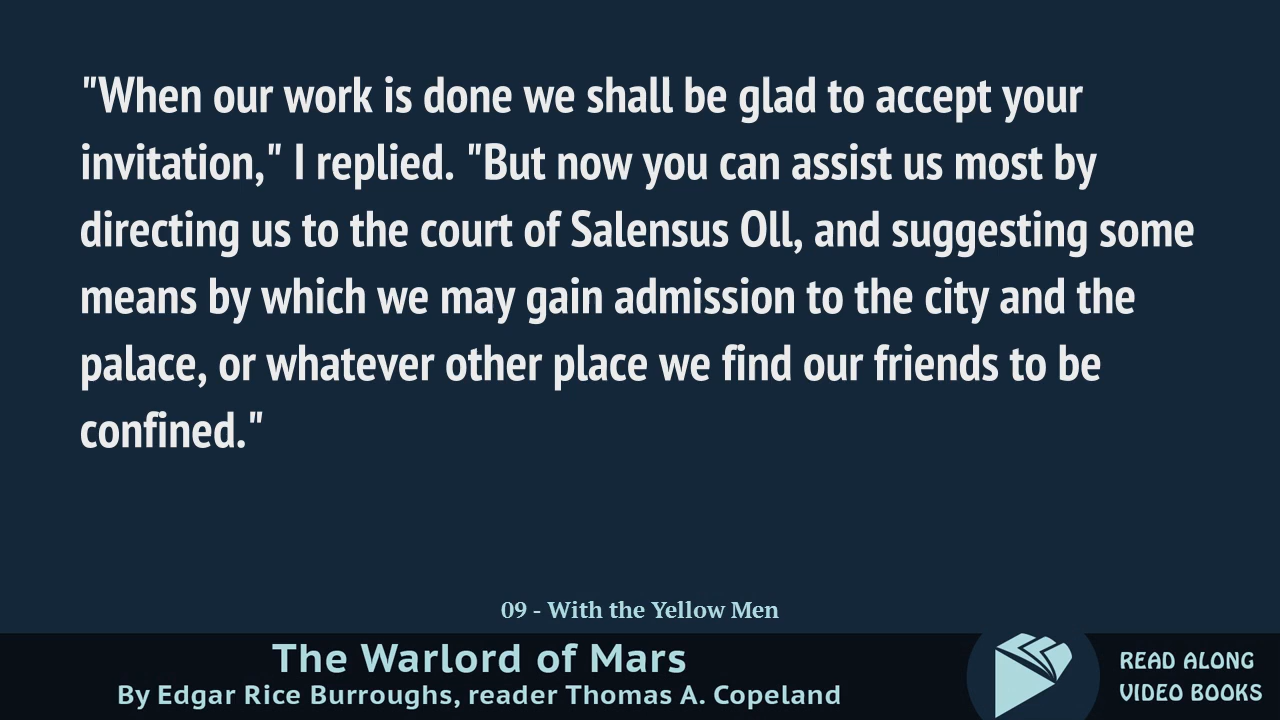 "When our work is done we shall be glad to accept your
invitation," I replied. "But now you can assist us most by
directing us to the court of Salensus Oll, and suggesting some
means by which we may gain admission to the city and the
palace, or whatever other place we find our friends to be
confined."
09 - With the Yellow Men
The Warlord of Mars
By Edgar Rice Burroughs, reader Thomas A. Copeland
READ ALONG
VIDEO BOOKS